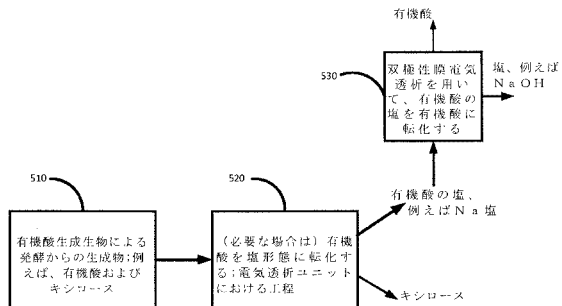 有機酸
530
双極性膜電気
透析を用い
て、有機酸の
塩を有機酸に
転化する
塩、例えば
NaOH
510
520
有機酸の塩、
例えばNa塩
有機酸生成生物による
発酵からの生成物;例
えば、有機酸および
キシロース
(必要な場合は)有機
酸を塩形態に転化す
る;電気透析ユニット
における工程
キシロース